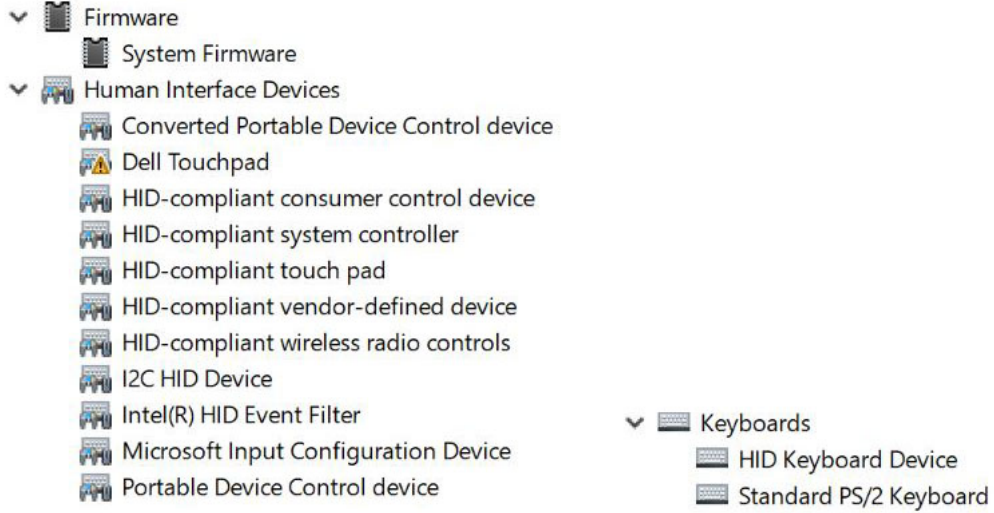 Firmware
System Firmware
Human Interface Devices
Converted Portable Device Control device
Dell Touchpad
HID-compliant consumer control device
HID-compliant system controller
HID-compliant touch pad
HID-compliant vendor-defined device
HID-compliant wireless radio controls
I2C HID Device
Intel(R) HID Event Filter
Microsoft Input Configuration Device
Portable Device Control device
Keyboards
HID Keyboard Device
Standard PS/2 Keyboard